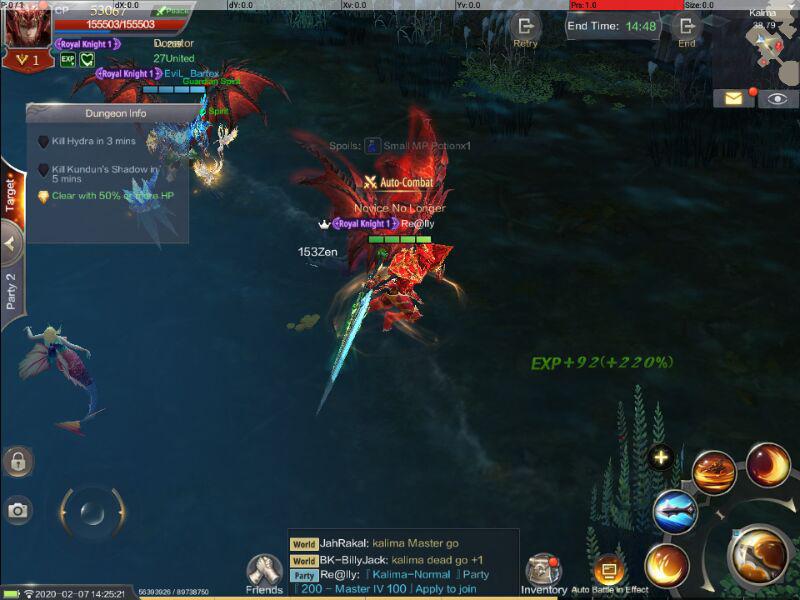 P: 0 / 1
dX: 0.0
dY: 0.0
Xv: 0.0
Yv: 0.0
Prs: 1.0
Size: 0.0
CP 53067
Peace
155503/155503
1
Royal Knight 1
EXP
27United
Royal Knight 1 EviL_Bartex
Guardian Spirit
Spirit
Retry
End Time: 14:48
End
Kalima
38,79
Dungeon Info
Kill Hydra in 3 mins
Kill Kundun's Shadow in
5 mins
Clear with 50% or more HP
Target
Party 2
Spoils: Small MP Potionx1
Auto-Combat
Novice No Longer
Royal Knight 1 Re@lly
153Zen
EXP+92(+220%)
World JahRakal: kalima Master go
World BK-BillyJack: kalima dead go +1
Party Re@lly: 『Kalima-Normal 』Party
『200 - Master IV 100 』Apply to join
Friends
Inventory
Auto Battle in Effect
2020-02-07 14:25:21
56393926 / 89738750